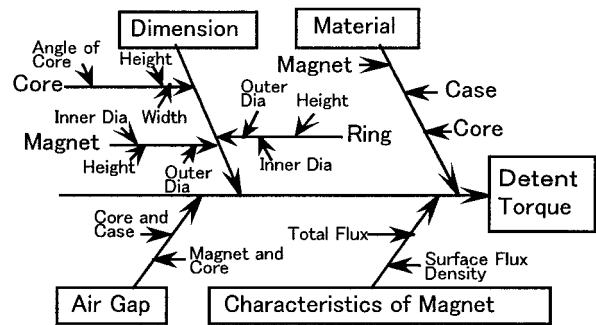 Dimension
Material
Angle of
Core
Height
Core
Width
Magnet
Case
Core
Outer
Dia
Height
Ring
Inner Dia
Inner Dia
Magnet
Height
Outer
Dia
Detent
Torque
Core and
Case
Magnet and
Core
Total Flux
Surface Flux
Density
Air Gap
Characteristics of Magnet